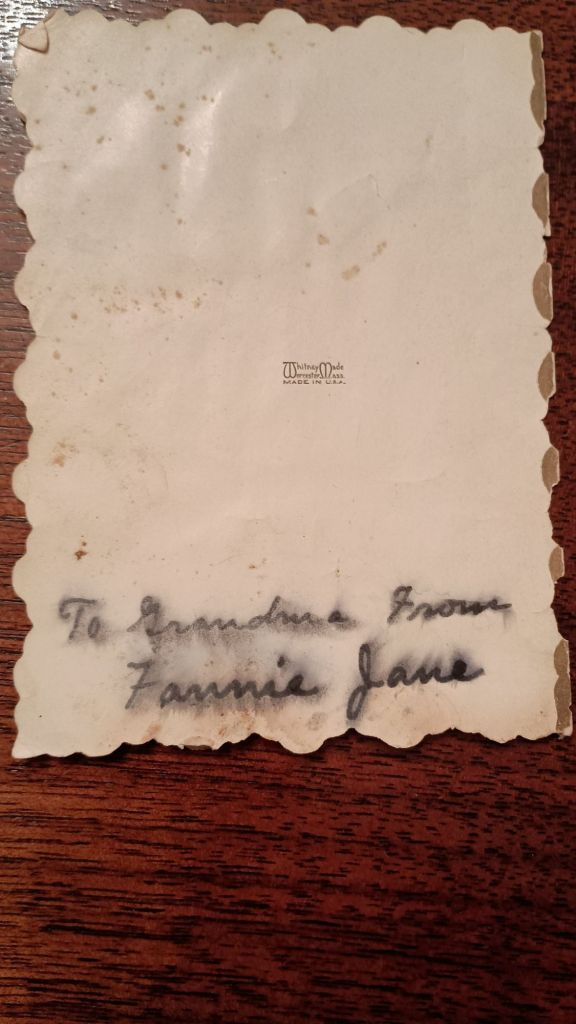 Whitney Made
Worcester, Mass.
MADE IN U.S.A.
To Grandma From
Fannie Jane